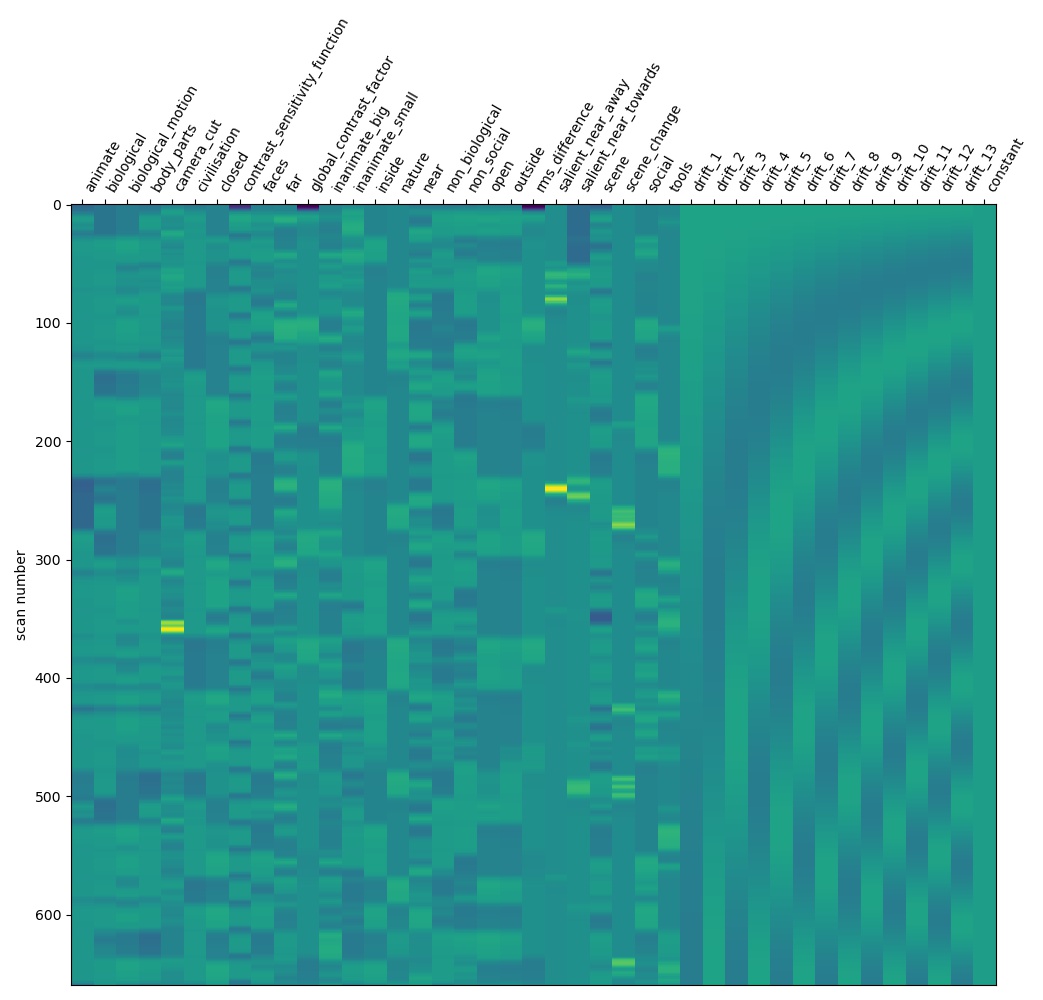 animate
biological
biological_motion
body_parts
camera_cut
civilisation
closed
contrast_sensitivity_function
faces
far
global_contrast_factor
inanimate_big
inanimate_small
inside
nature
near
non_biological
non_social
open
outside
rms_difference
salient_near_away
salient_near_towards
scene
scene_change
social
tools
drift_1
drift_2
drift_3
drift_4
drift_5
drift_6
drift_7
drift_8
drift_9
drift_10
drift_11
drift_12
drift_13
constant
0
100
200
300
400
500
600
scan number